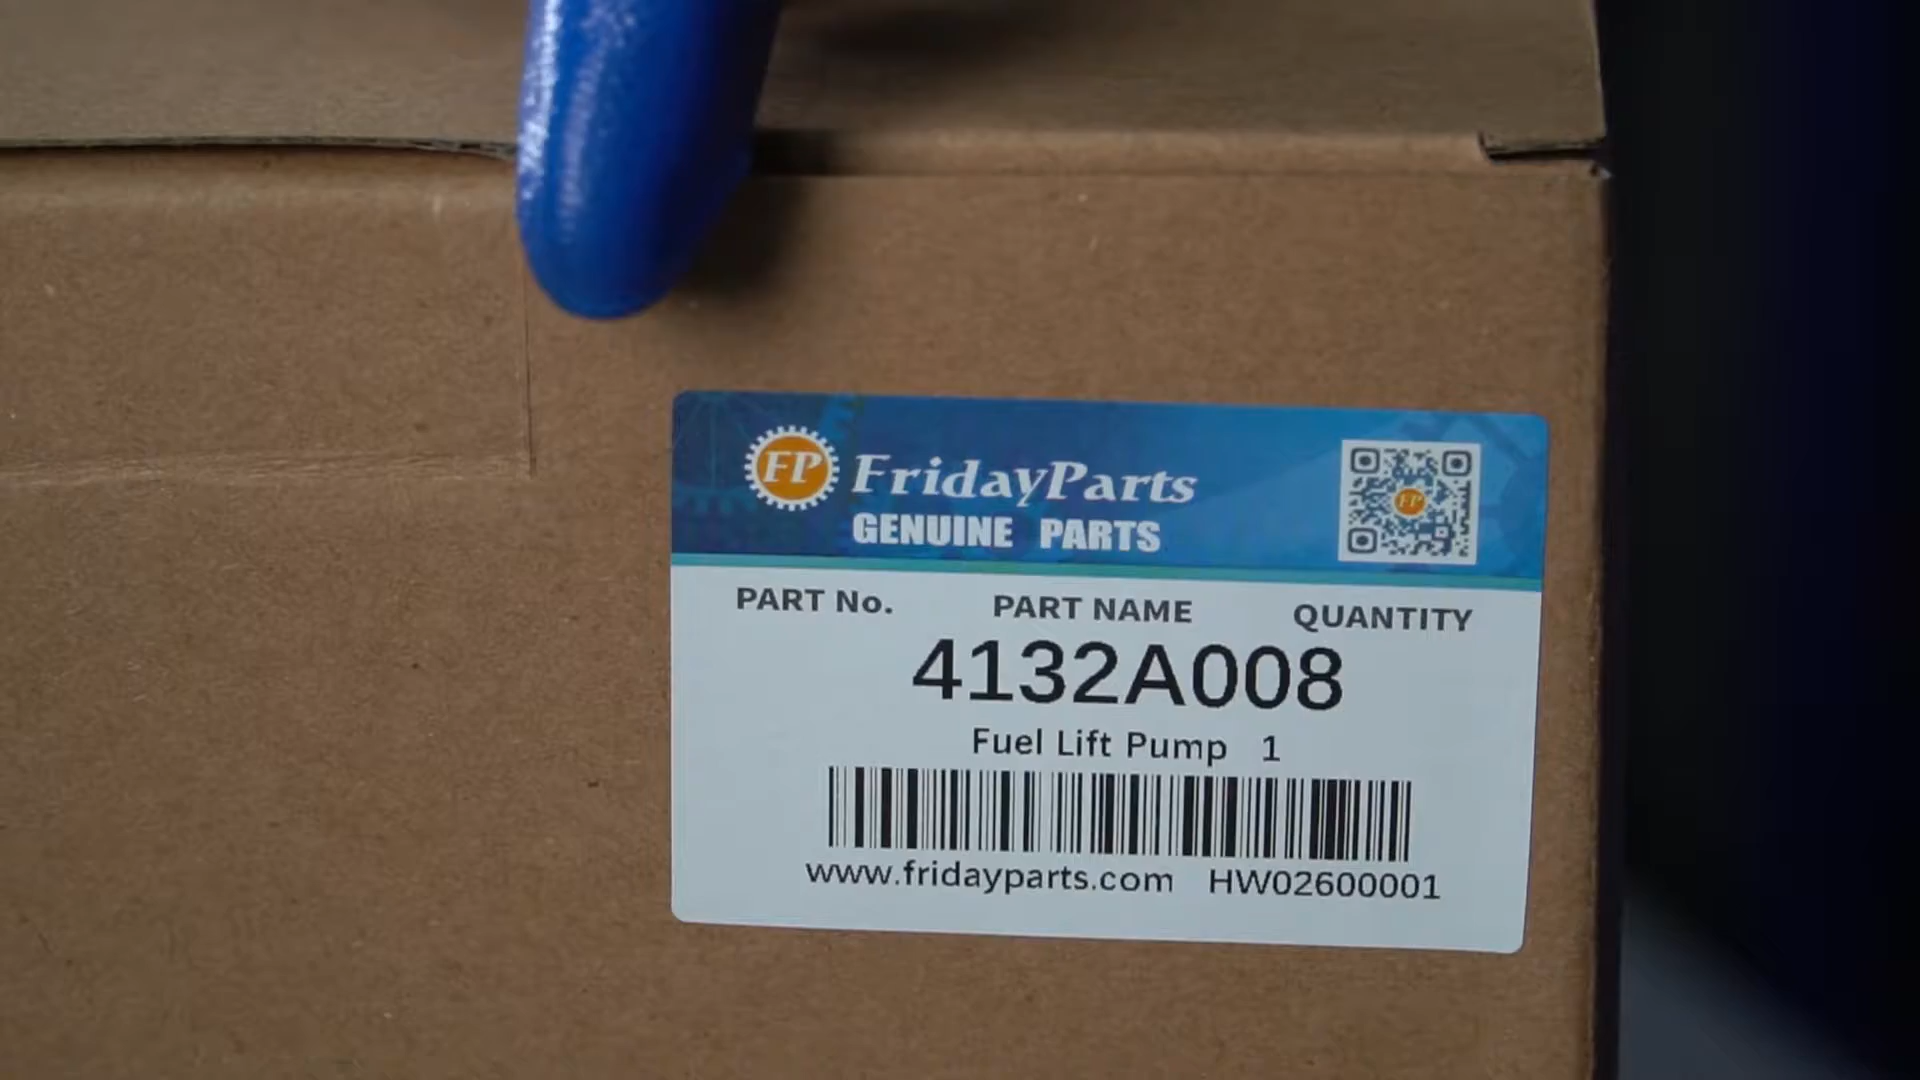 FP FridayParts
GENUINE PARTS
FP
PART No. PART NAME QUANTITY
4132A008
Fuel Lift Pump 1
www.fridayparts.com HW02600001